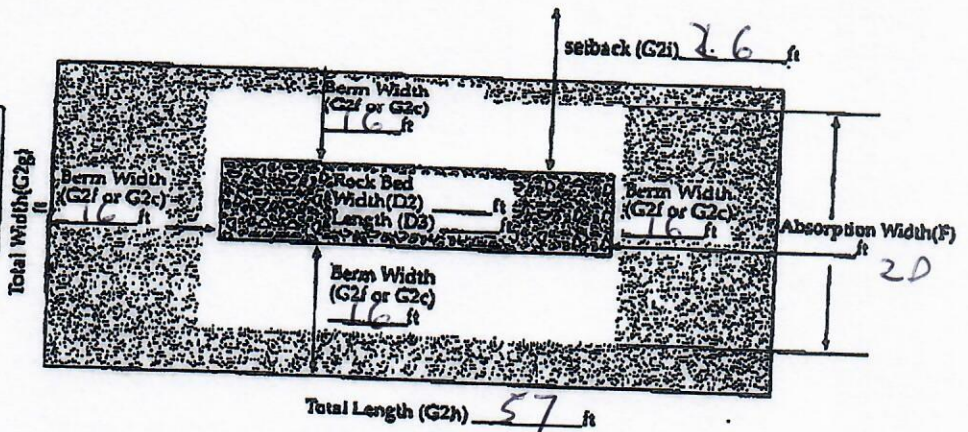 setback (G2i) 26 ft
Berm Width
(G2f or G2c)
16 ft
Total Width(G2g)
ft
Berm Width
(G2f or G2c)
16 ft
Rock Bed
Width(D2) ft
Length (D3) ft
Berm Width
(G2f or G2c)
16 ft
Absorption Width(F)
ft
20
Berm Width
(G2f or G2c)
16 ft
Total Length (G2h) 57 ft